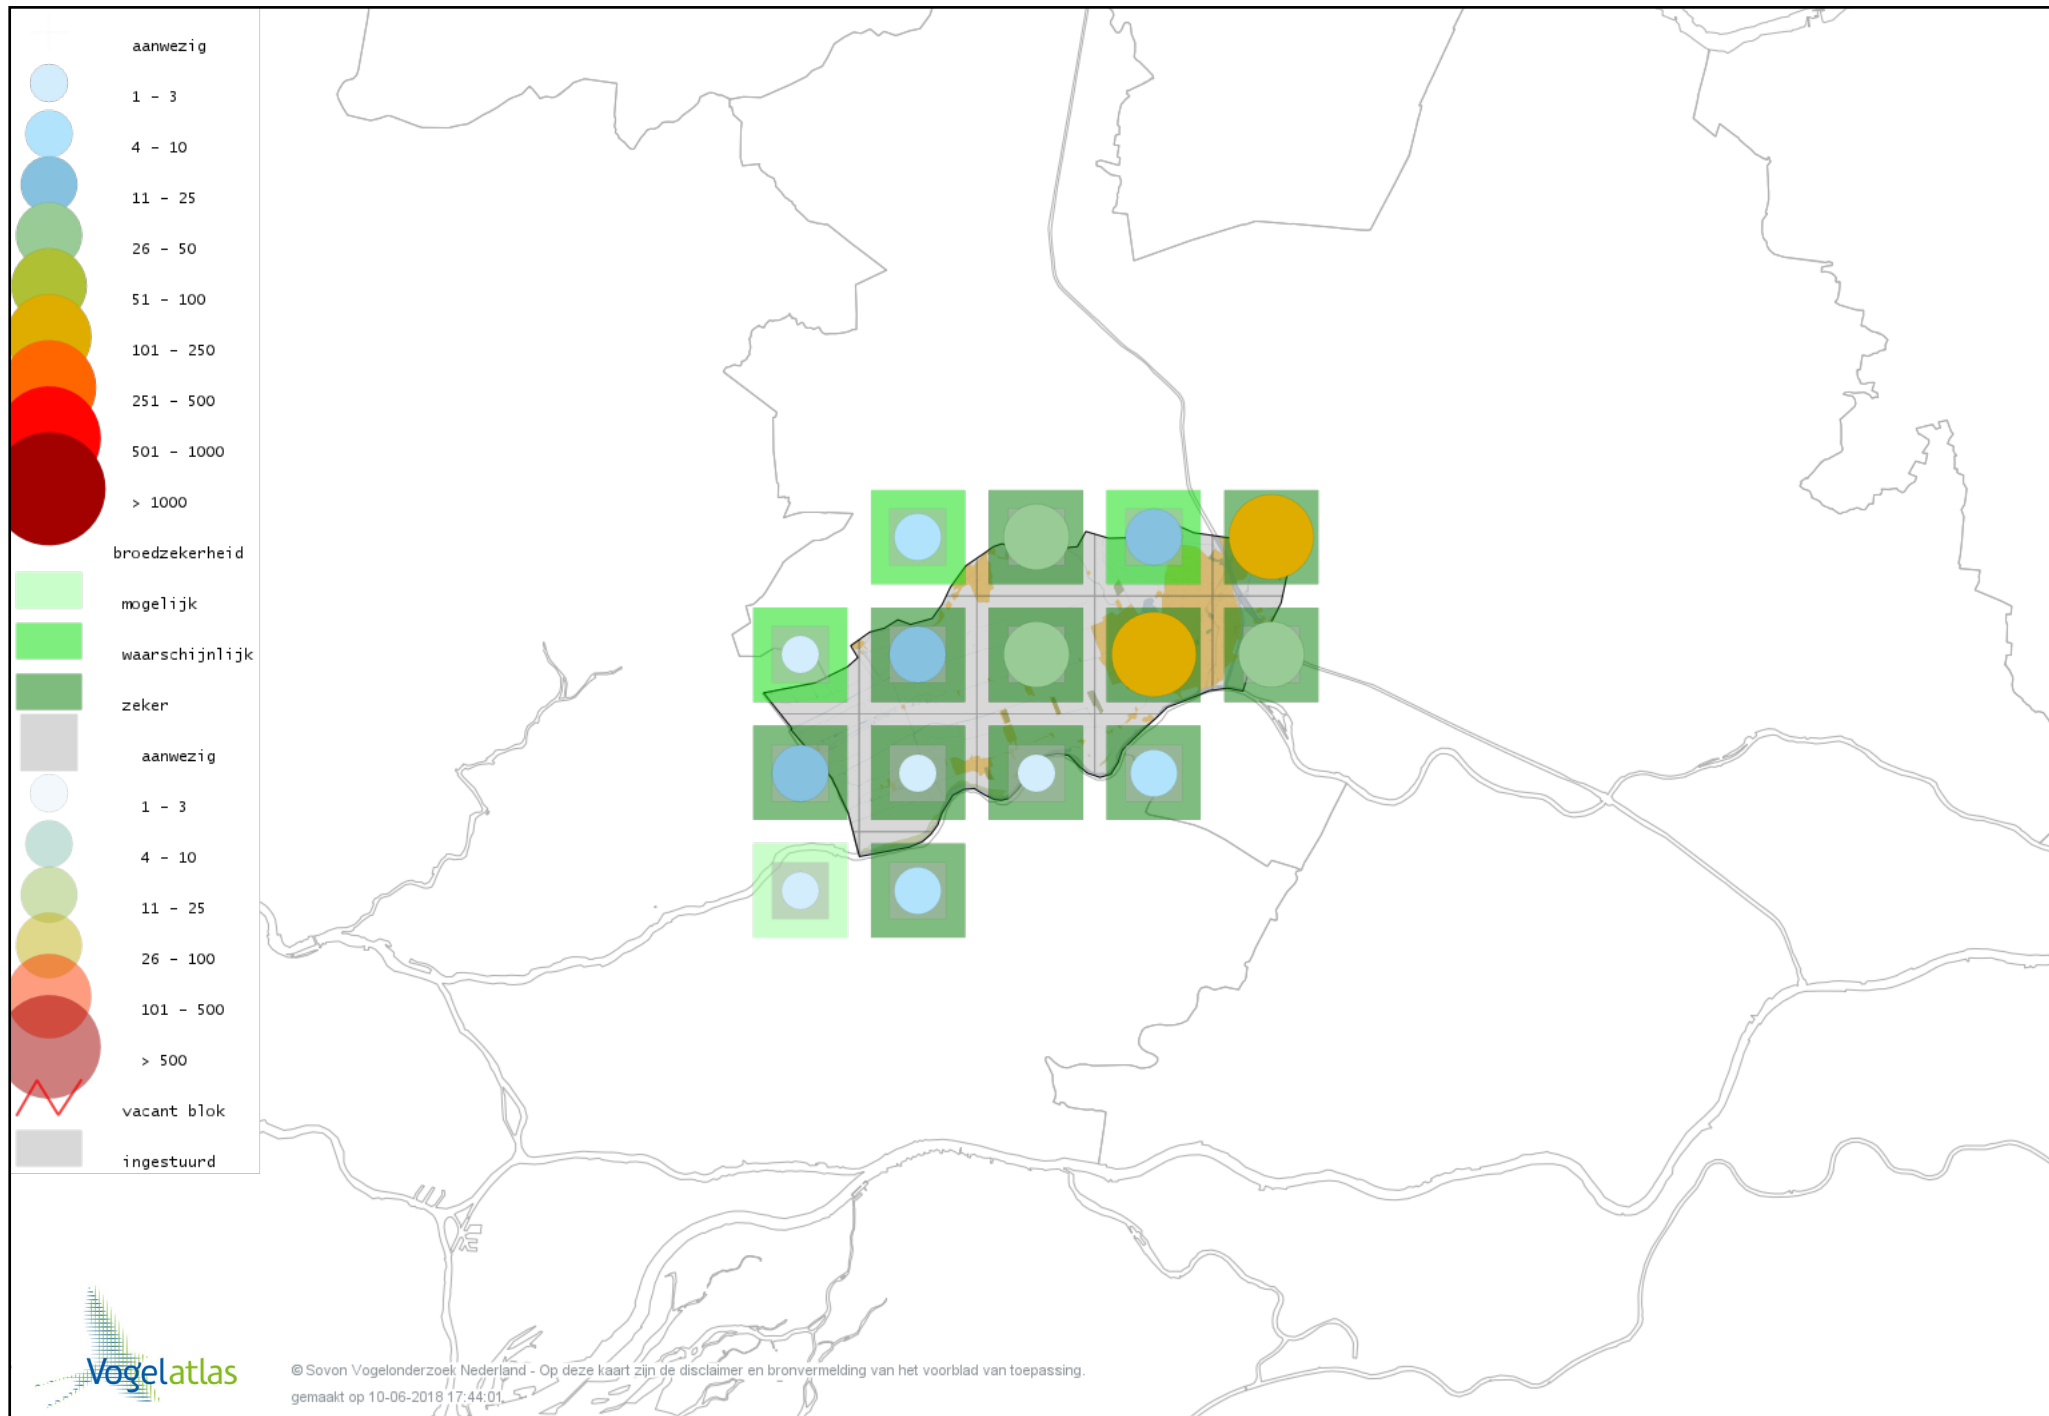 aanwezig
1 - 3
4 - 10
11 - 25
26 - 50
51 - 100
101 - 250
251 - 500
501 - 1000
> 1000
broedzekerheid
mogelijk
waarschijnlijk
zeker
aanwezig
1 - 3
4 - 10
11 - 25
26 - 100
101 - 500
> 500
vacant blok
ingestuurd
Vogelatlas
© Sovon Vogelonderzoek Nederland - Op deze kaart zijn de disclaimer en bronvermelding van het voorblad van toepassing.
gemaakt op 10-06-2018 17:44:01